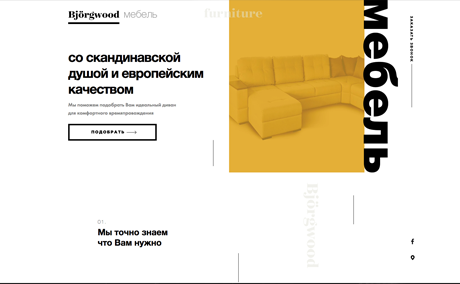 Björgwood мебель
furniture
ЗАКАЗАТЬ ЗВОНОК
мебель
со скандинавской
душой и европейским
качеством
Мы поможем подобрать Вам идеальный диван
для комфортного времяпровождения
ПОДОБРАТЬ
Björgwood
01.
Мы точно знаем
что Вам нужно